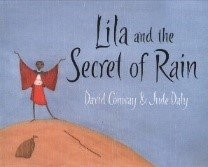 Lila and the
Secret of Rain
David Conway & Jude Daly